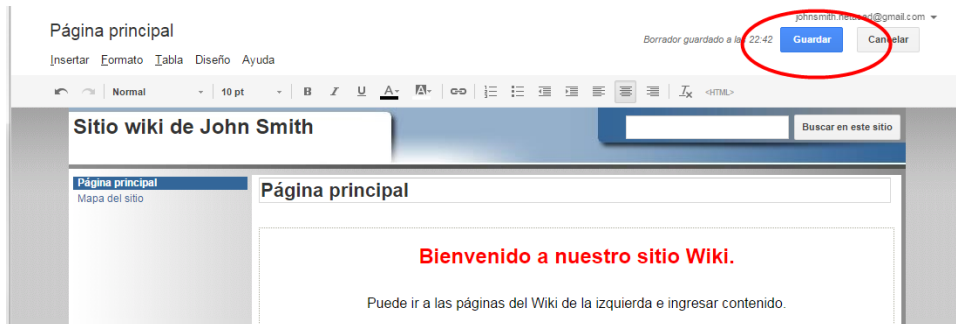 johnsmith.netacad@gmail.com
Página principal
Borrador guardado a las 22:42 Guardar Cancelar
Insertar Formato Tabla Diseño Ayuda
Normal 10 pt B I U A A <HTML>
Sitio wiki de John Smith
Buscar en este sitio
Página principal
Mapa del sitio
Página principal
Bienvenido a nuestro sitio Wiki.
Puede ir a las páginas del Wiki de la izquierda e ingresar contenido.